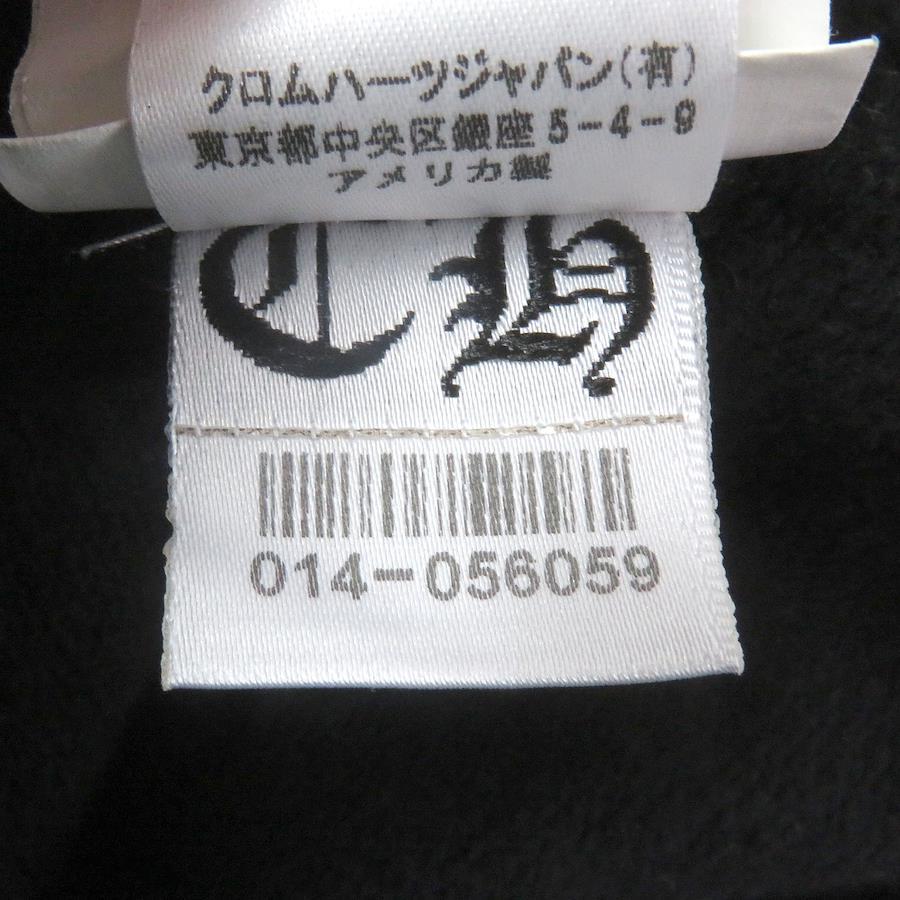 クロムハーツジャパン(有)
東京都中央区銀座5-4-9
アメリカ製
CH
014-056059